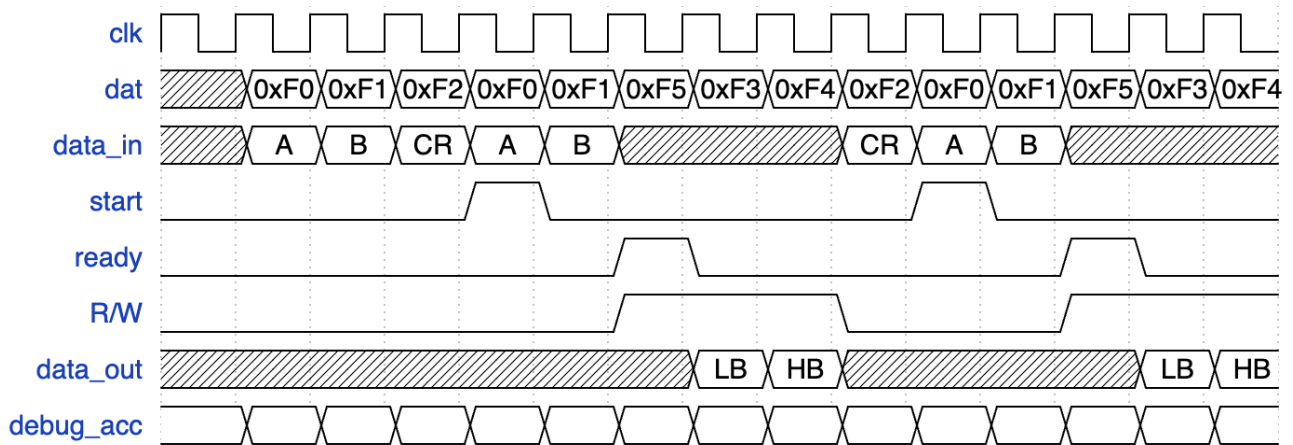 clk
dat 0xF0 0xF1 0xF2 0xF0 0xF1 0xF5 0xF3 0xF4 0xF2 0xF0 0xF1 0xF5 0xF3 0xF4
data_in A B CR A B CR A B
start
ready
R/W
data_out LB HB LB HB
debug_acc